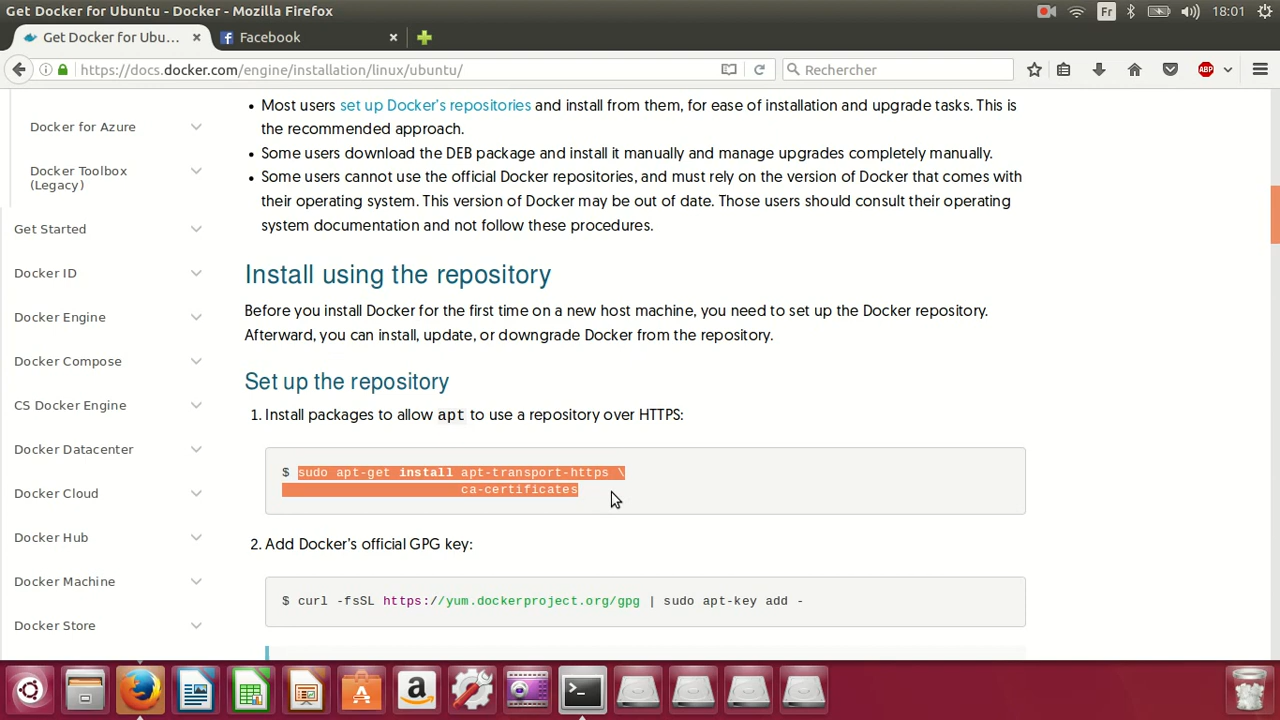 Get Docker for Ubuntu - Docker - Mozilla Firefox
Fr
18:01
Get Docker for Ubu...
Facebook
https://docs.docker.com/engine/installation/linux/ubuntu/
Rechercher
ABP
Docker for Azure
Docker Toolbox
(Legacy)
Get Started
Docker ID
Docker Engine
Docker Compose
CS Docker Engine
Docker Datacenter
Docker Cloud
Docker Hub
Docker Machine
Docker Store
• Most users set up Docker's repositories and install from them, for ease of installation and upgrade tasks. This is
the recommended approach.
• Some users download the DEB package and install it manually and manage upgrades completely manually.
• Some users cannot use the official Docker repositories, and must rely on the version of Docker that comes with
their operating system. This version of Docker may be out of date. Those users should consult their operating
system documentation and not follow these procedures.
Install using the repository
Before you install Docker for the first time on a new host machine, you need to set up the Docker repository.
Afterward, you can install, update, or downgrade Docker from the repository.
Set up the repository
1. Install packages to allow apt to use a repository over HTTPS:
$ sudo apt-get install apt-transport-https \
ca-certificates
2. Add Docker's official GPG key:
$ curl -fsSL https://yum.dockerproject.org/gpg | sudo apt-key add -